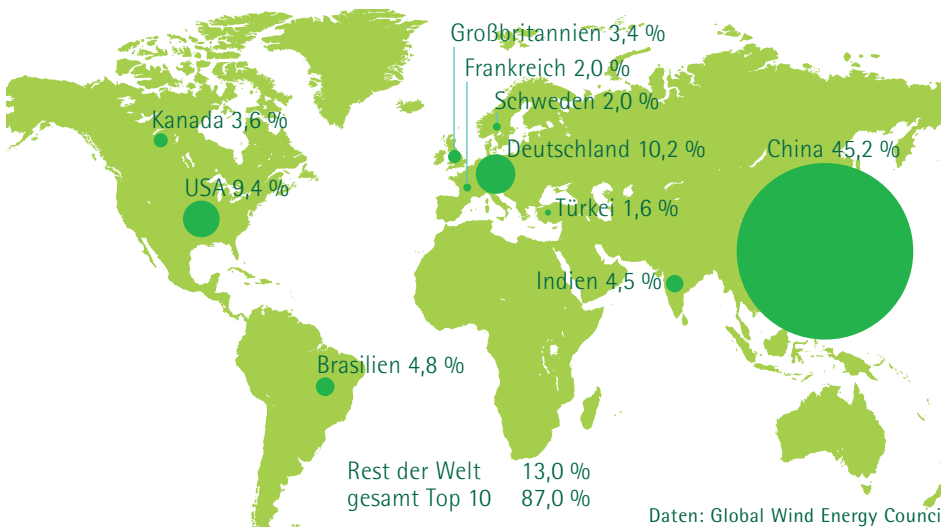 Großbritannien 3,4 %
Frankreich 2,0 %
Schweden 2,0 %
Kanada 3,6 %
Deutschland 10,2 %
China 45,2 %
USA 9,4 %
Türkei 1,6 %
Indien 4,5 %
Brasilien 4,8 %
Rest der Welt 13,0 %
gesamt Top 10 87,0 %
Daten: Global Wind Energy Counci